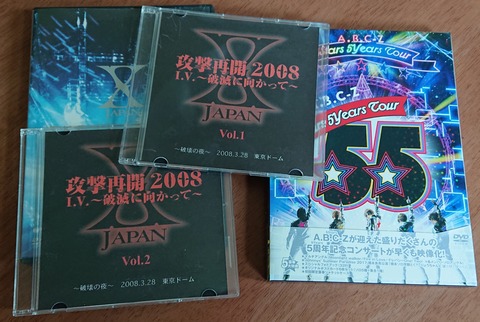 X
攻撃再開 2008
I.V.～破滅に向かって～
X
JAPAN
Vol.1
～破壊の夜～ 2008.3.28 東京ドーム
攻撃再開 2008
I.V.～破滅に向かって～
X
JAPAN
Vol.2
～破壊の夜～ 2008.3.28 東京ドーム
A.B.C-Z
Stars 5Years Tour
B.C-Z
Stars 5Years Tour
55
A.B.C-Zが迎えた盛りだくさんの
5周年記念コンサートが早くも映像化!!
DVD